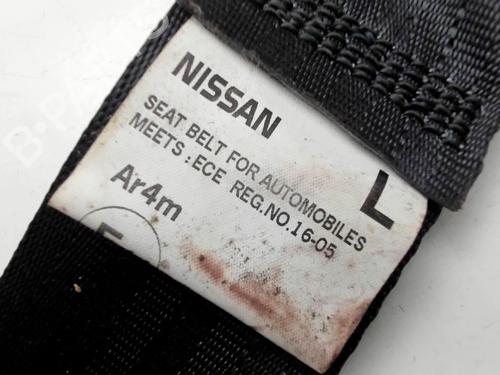 NISSAN
L
SEAT BELT FOR AUTOMOBILES
MEETS : ECE REG.NO.16-05
Ar4m